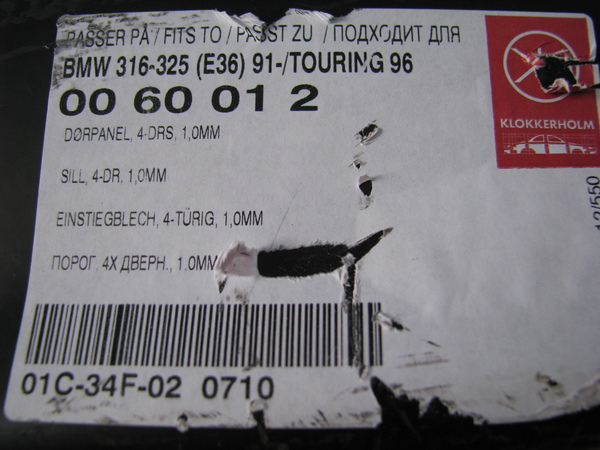 PASSER PÅ / FITS TO / PASST ZU / ПОДХОДИТ ДЛЯ
BMW 316-325 (E36) 91-/TOURING 96
00 60 01 2
KLOKKERHOLM
DØRPANEL, 4-DRS, 1,0MM
SILL, 4-DR, 1,0MM
EINSTIEGBLECH, 4-TÜRIG, 1,0MM
ПОРОГ, 4Х ДВЕРН., 1.0MM
12/550
01C-34F-02 0710